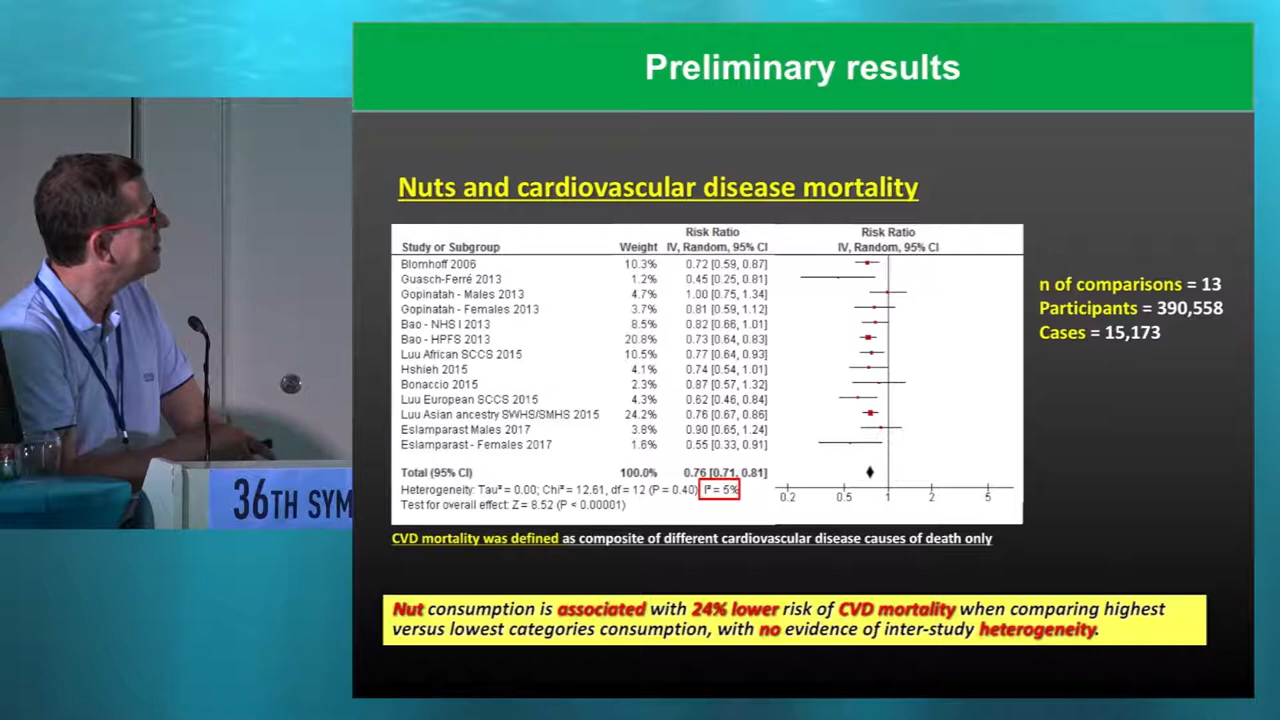 Preliminary results
Nuts and cardiovascular disease mortality
Risk Ratio Risk Ratio
Study or Subgroup Weight IV, Random, 95% CI IV, Random, 95% CI
Blomhoff 2006 10.3% 0.72 [0.59, 0.87]
Guasch-Ferré 2013 1.2% 0.45 [0.25, 0.81]
Gopinatah - Males 2013 4.7% 1.00 [0.75, 1.34]
Gopinatah - Females 2013 3.7% 0.81 [0.59, 1.12]
Bao - NHS I 2013 8.5% 0.82 [0.66, 1.01]
Bao - HPFS 2013 20.8% 0.73 [0.64, 0.83]
Luu African SCCS 2015 10.5% 0.77 [0.64, 0.93]
Hshieh 2015 4.1% 0.74 [0.54, 1.01]
Bonaccio 2015 2.3% 0.87 [0.57, 1.32]
Luu European SCCS 2015 4.3% 0.62 [0.46, 0.84]
Luu Asian ancestry SWHS/SMHS 2015 24.2% 0.76 [0.67, 0.86]
Eslamparast Males 2017 3.8% 0.90 [0.65, 1.24]
Eslamparast - Females 2017 1.6% 0.55 [0.33, 0.91]
Total (95% CI) 100.0% 0.76 [0.71, 0.81]
Heterogeneity: Tau² = 0.00; Chi² = 12.61, df = 12 (P = 0.40) I² = 5%
Test for overall effect: Z = 8.52 (P < 0.00001)
0.2 0.5 1 2 5
n of comparisons = 13
Participants = 390,558
Cases = 15,173
CVD mortality was defined as composite of different cardiovascular disease causes of death only
Nut consumption is associated with 24% lower risk of CVD mortality when comparing highest
versus lowest categories consumption, with no evidence of inter-study heterogeneity.
36TH SYM